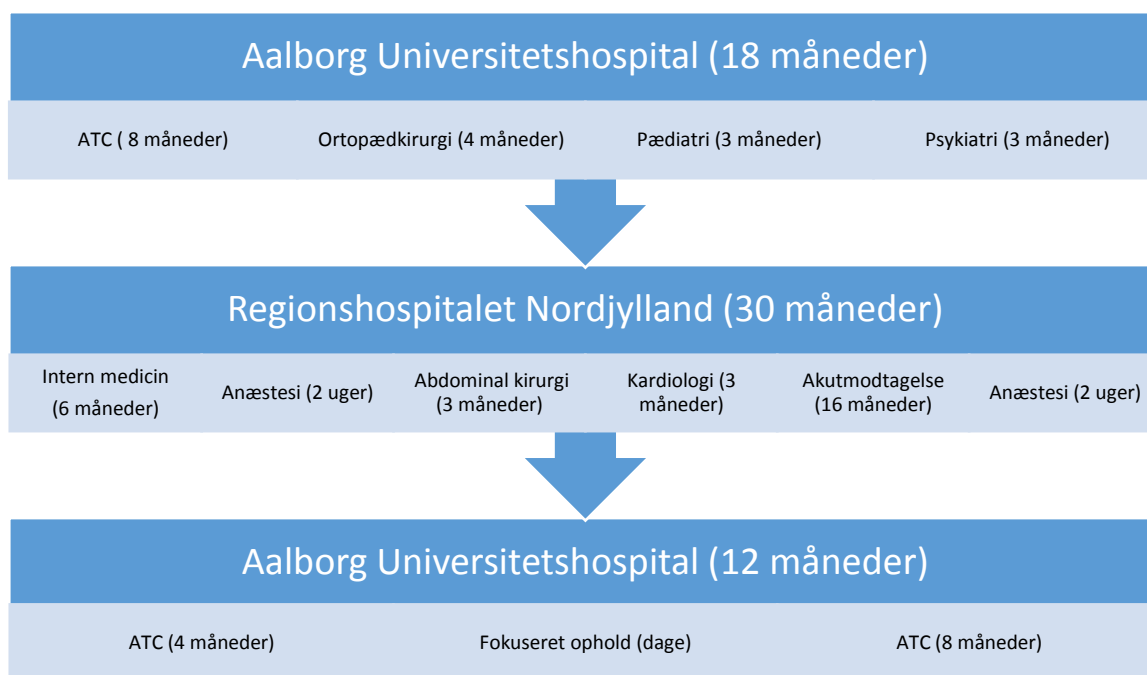 Aalborg Universitetshospital (18 måneder)
ATC ( 8 måneder)
Ortopædkirurgi (4 måneder)
Pædiatri (3 måneder)
Psykiatri (3 måneder)
Regionshospitalet Nordjylland (30 måneder)
Intern medicin
(6 måneder)
Anæstesi (2 uger)
Abdominal kirurgi
(3 måneder)
Kardiologi (3
måneder)
Akutmodtagelse
(16 måneder)
Anæstesi (2 uger)
Aalborg Universitetshospital (12 måneder)
ATC (4 måneder)
Fokuseret ophold (dage)
ATC (8 måneder)